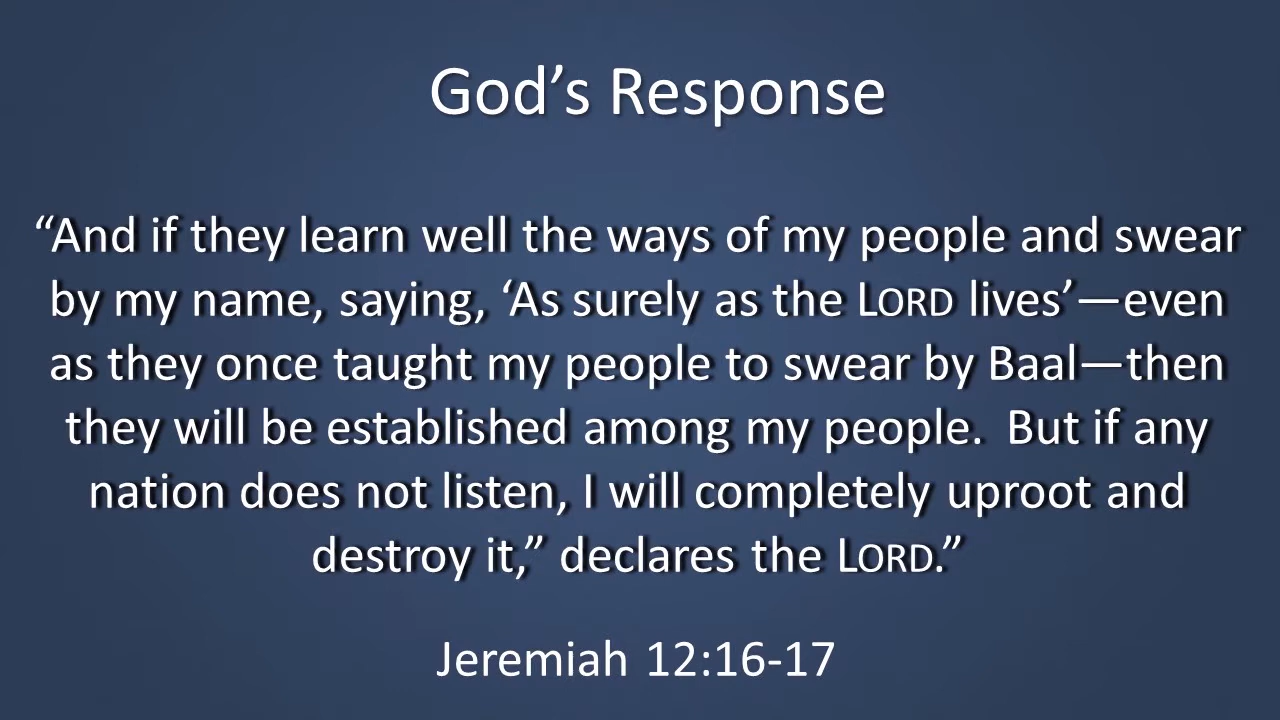 God’s Response
“And if they learn well the ways of my people and swear
by my name, saying, ‘As surely as the LORD lives’—even
as they once taught my people to swear by Baal—then
they will be established among my people.  But if any
nation does not listen, I will completely uproot and
destroy it,” declares the LORD.”
Jeremiah 12:16-17